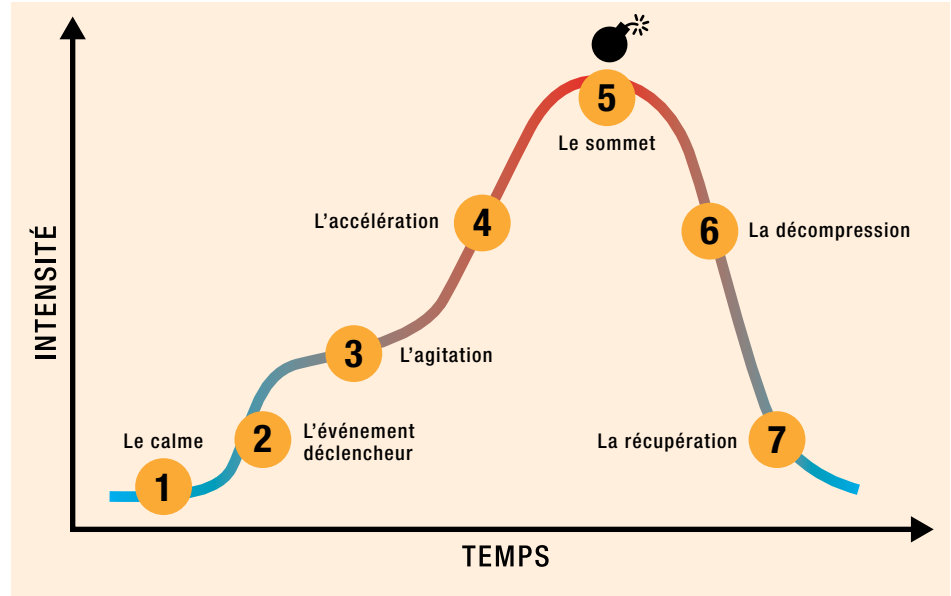 INTENSITÉ
5
Le sommet
L'accélération
4
6
La décompression
3
L'agitation
Le calme
2
L'événement
déclencheur
La récupération
7
1
TEMPS